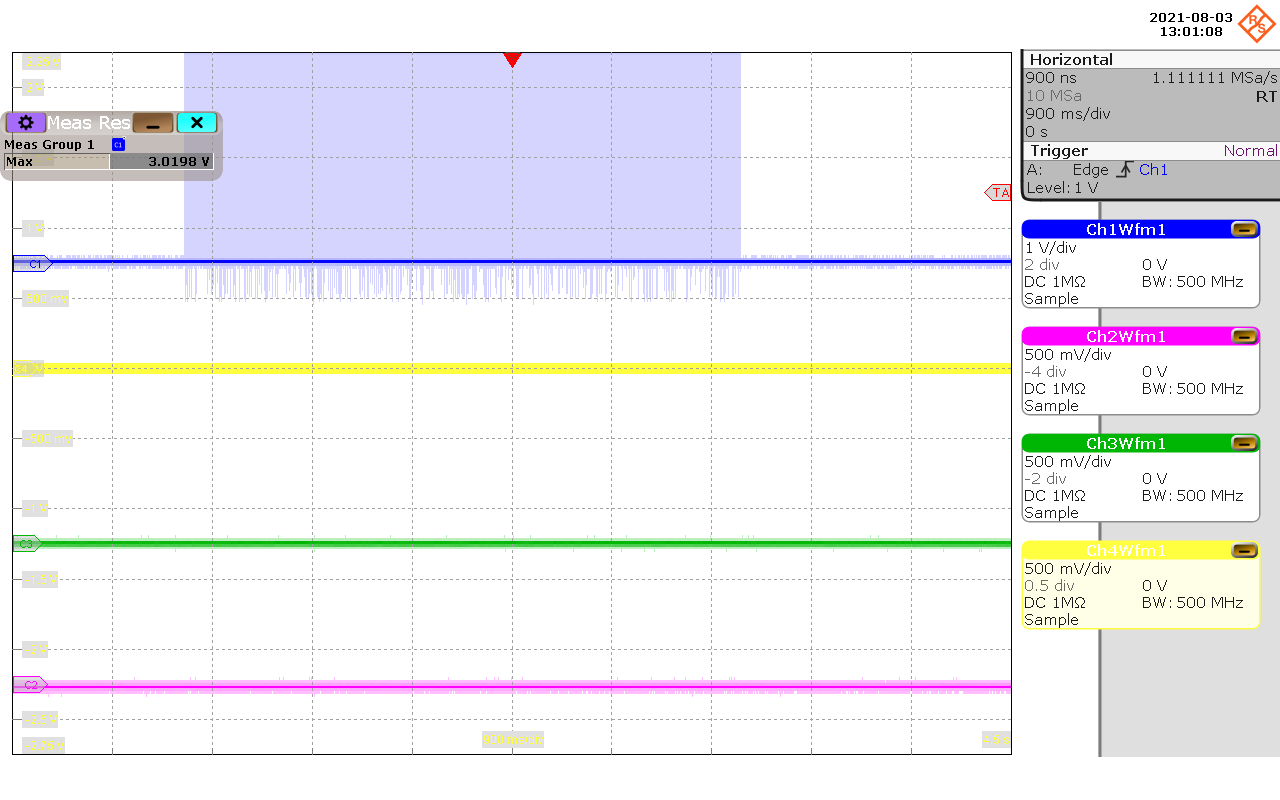 2021-08-03
13:01:08
R&S
Horizontal
900 ns 1.111111 MSa/s
10 MSa RT
900 ms/div
0 s
Trigger Normal
A: Edge Ch1
Level: 1 V
Meas Res
Meas Group 1 C1
Max 3.0198 V
TA
C1
C3
C2
Ch1Wfm1
1 V/div
2 div 0 V
DC 1MΩ BW: 500 MHz
Sample
Ch2Wfm1
500 mV/div
-4 div 0 V
DC 1MΩ BW: 500 MHz
Sample
Ch3Wfm1
500 mV/div
-2 div 0 V
DC 1MΩ BW: 500 MHz
Sample
Ch4Wfm1
500 mV/div
0.5 div 0 V
DC 1MΩ BW: 500 MHz
Sample